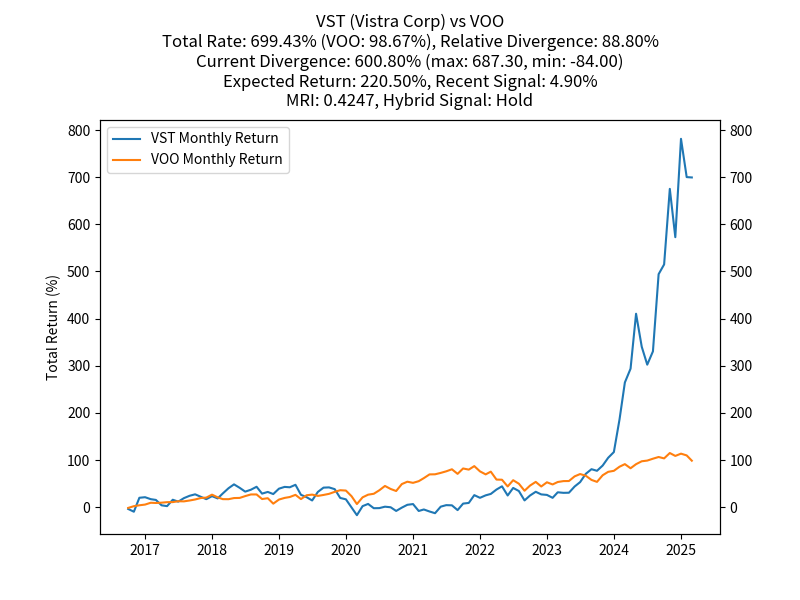 VST (Vistra Corp) vs VOO
Total Rate: 699.43% (VOO: 98.67%), Relative Divergence: 88.80%
Current Divergence: 600.80% (max: 687.30, min: -84.00)
Expected Return: 220.50%, Recent Signal: 4.90%
MRI: 0.4247, Hybrid Signal: Hold
VST Monthly Return
VOO Monthly Return
Total Return (%)
800
700
600
500
400
300
200
100
0
800
700
600
500
400
300
200
100
0
2017 2018 2019 2020 2021 2022 2023 2024 2025